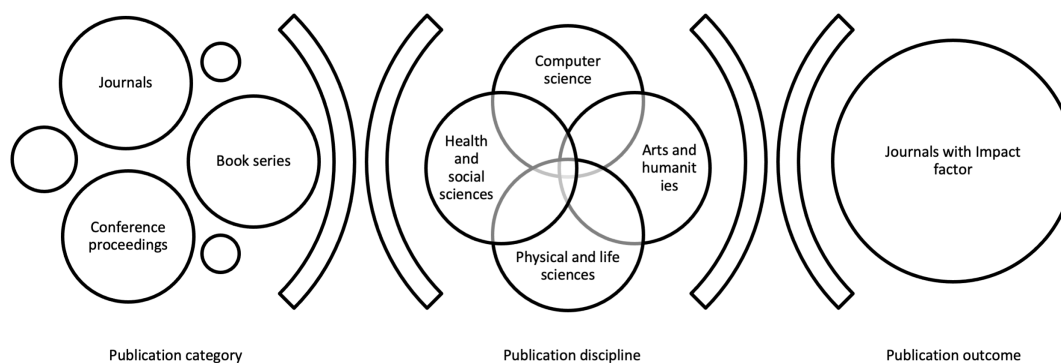 Journals
Book series
Conference
proceedings
Computer
science
Health
and
social
sciences
Arts and
humanit
ies
Physical and life
sciences
Journals with Impact
factor
Publication category
Publication discipline
Publication outcome